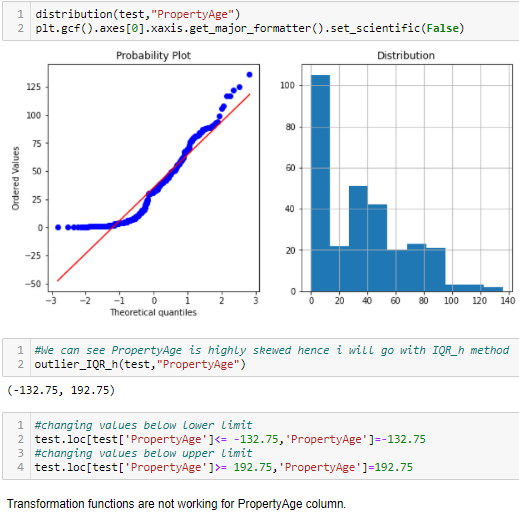 1 distribution(test,"PropertyAge")
2 plt.gcf().axes[0].xaxis.get_major_formatter().set_scientific(False)
Probability Plot
Ordered Values
125
100
75
50
25
0
−25
−50
−3 −2 −1 0 1 2 3
Theoretical quantiles
Distribution
100
80
60
40
20
0
0 20 40 60 80 100 120 140
1 #We can see PropertyAge is highly skewed hence i will go with IQR_h method
2 outlier_IQR_h(test,"PropertyAge")
(-132.75, 192.75)
1 #changing values below lower limit
2 test.loc[test['PropertyAge']<= -132.75,'PropertyAge']=-132.75
3 #changing values below upper limit
4 test.loc[test['PropertyAge']>= 192.75,'PropertyAge']=192.75
Transformation functions are not working for PropertyAge column.